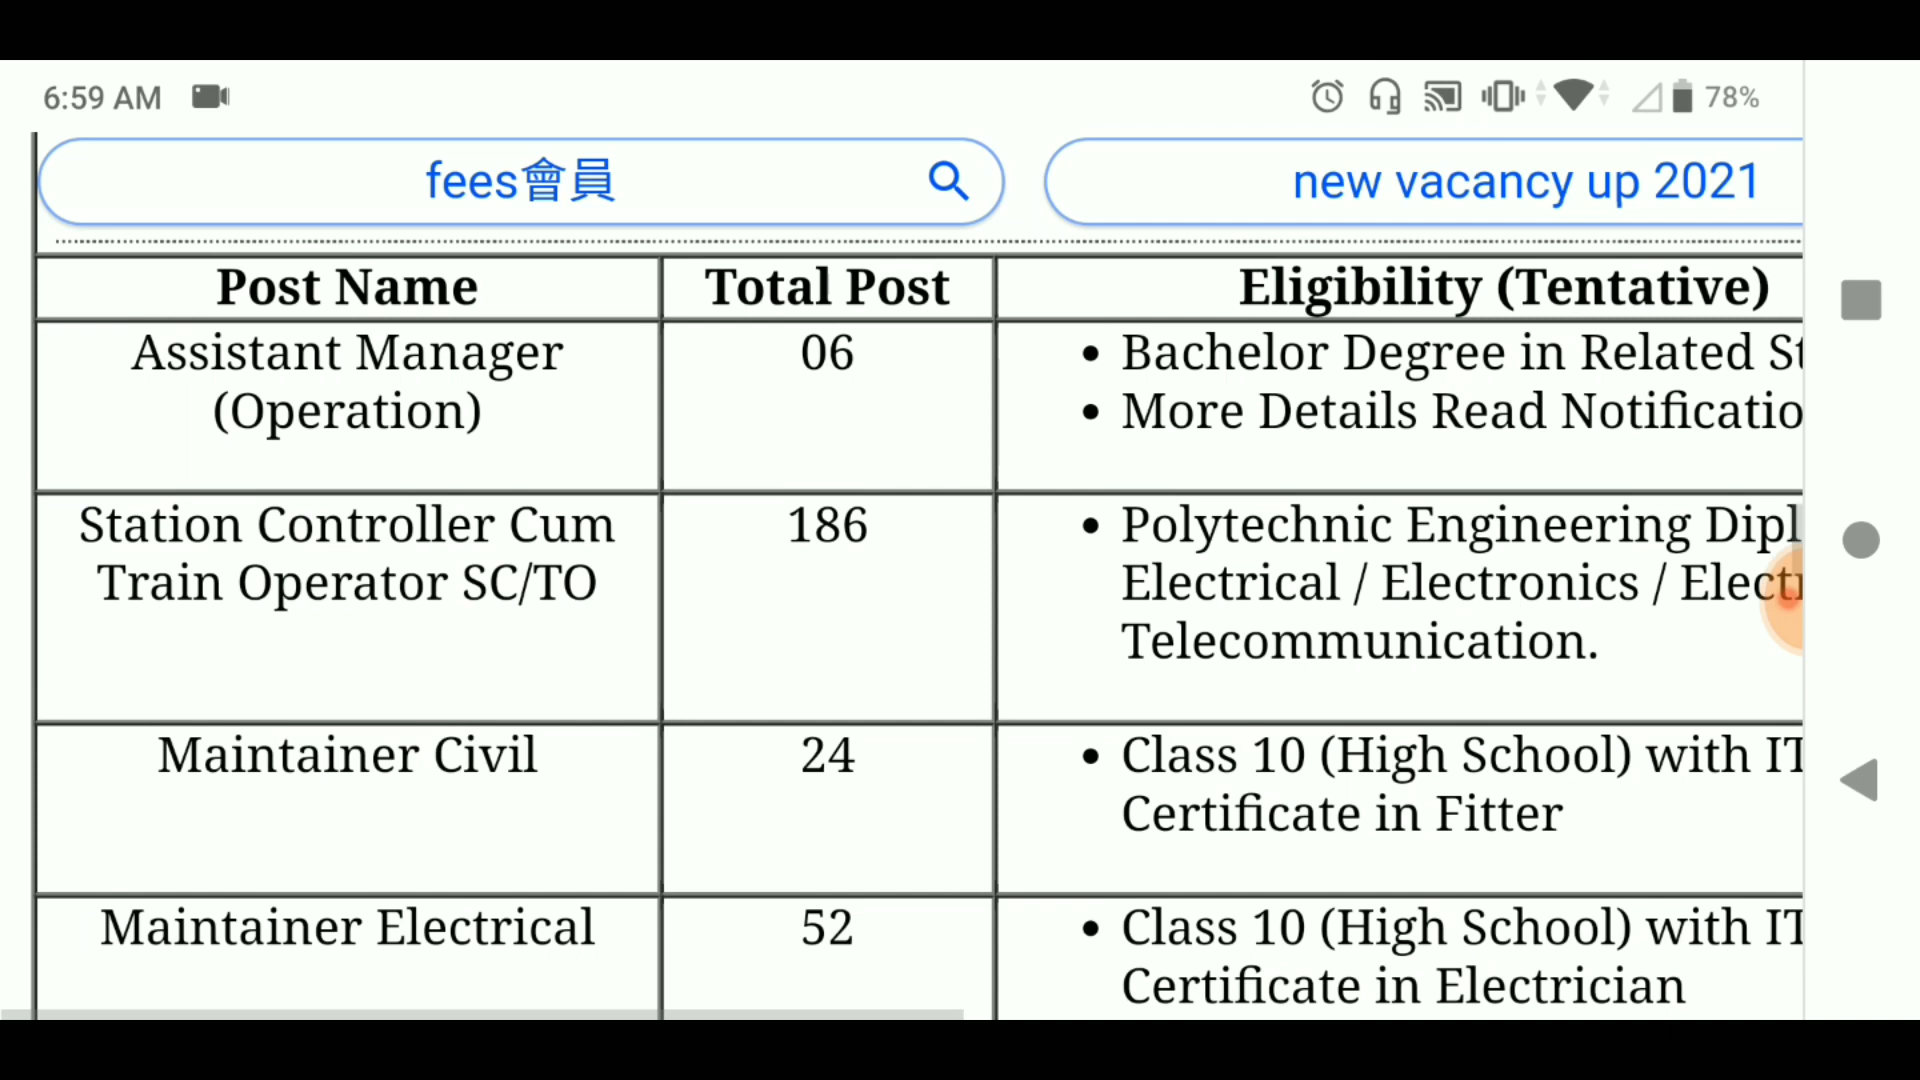 6:59 AM
78%
fees會員
new vacancy up 2021
Post Name
Total Post
Eligibility (Tentative)
Assistant Manager
(Operation)
06
Bachelor Degree in Related
More Details Read
Station Controller Cum
Train Operator SC/TO
186
Polytechnic Engineering
Electrical / Electronics /
Telecommunication.
Maintainer Civil
24
Class 10 (High School) with
Certificate in Fitter
Maintainer Electrical
52
Class 10 (High School) with
Certificate in Electrician